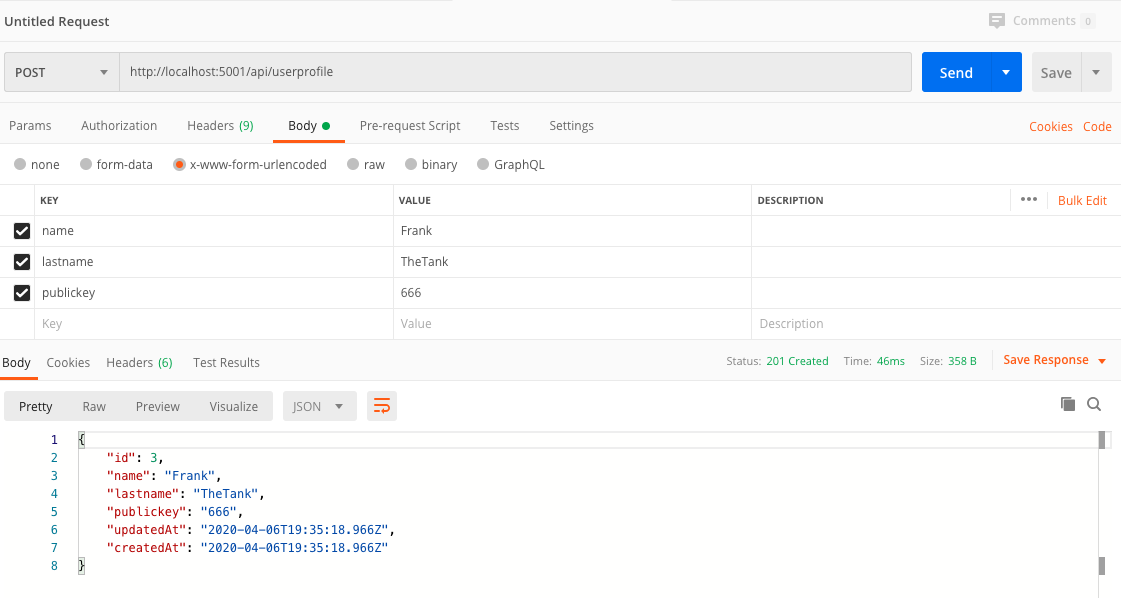 Untitled Request Comments 0
POST http://localhost:5001/api/userprofile Send Save
Params Authorization Headers (9) Body Pre-request Script Tests Settings Cookies Code
none form-data x-www-form-urlencoded raw binary GraphQL
KEY VALUE DESCRIPTION ••• Bulk Edit
name Frank
lastname TheTank
publickey 666
Key Value Description
Body Cookies Headers (6) Test Results Status: 201 Created Time: 46ms Size: 358 B Save Response
Pretty Raw Preview Visualize JSON
1 {
2 "id": 3,
3 "name": "Frank",
4 "lastname": "TheTank",
5 "publickey": "666",
6 "updatedAt": "2020-04-06T19:35:18.966Z",
7 "createdAt": "2020-04-06T19:35:18.966Z"
8 }